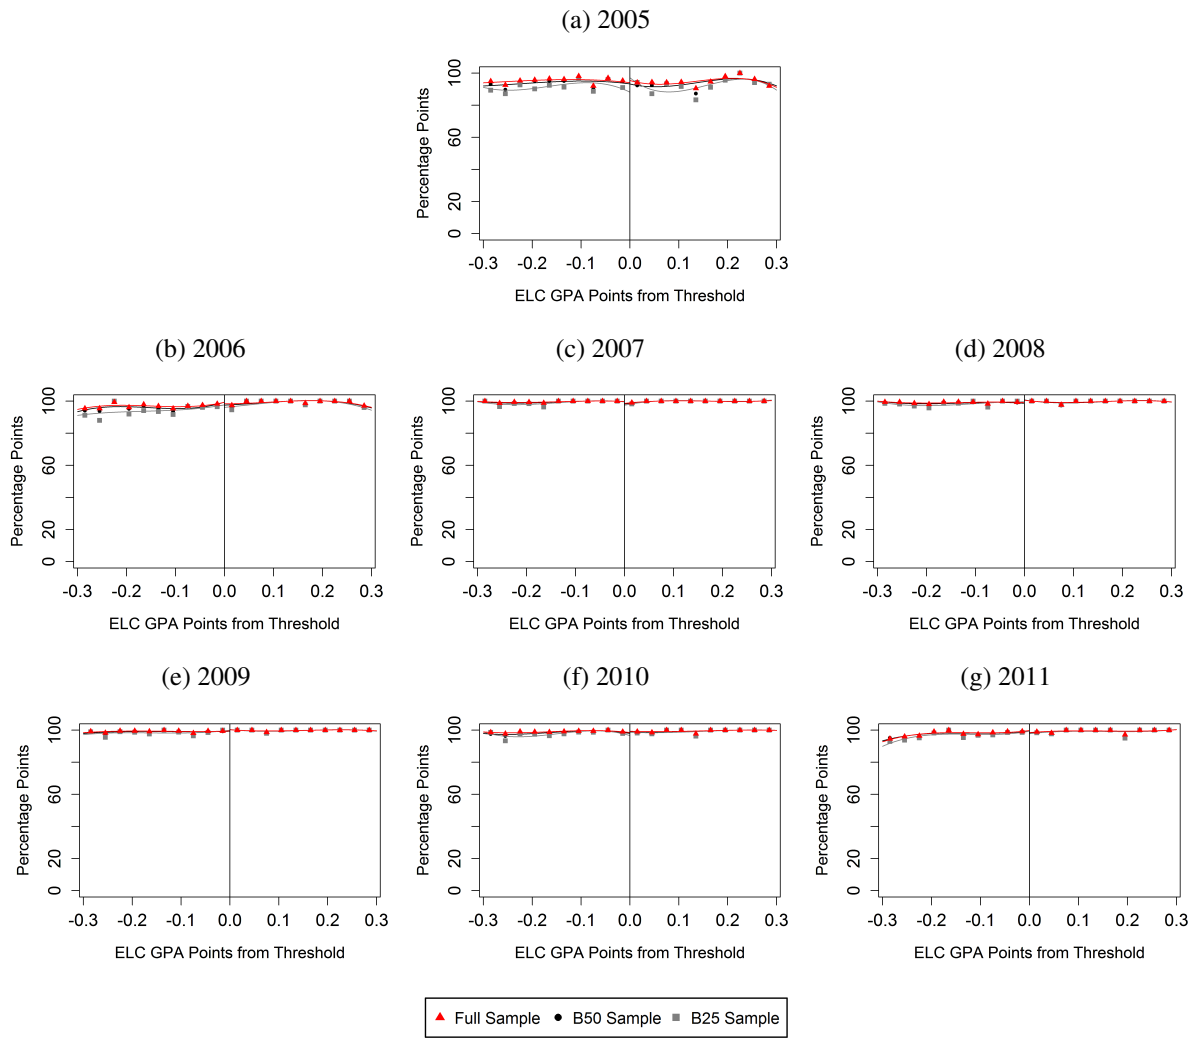 (a) 2005
Percentage Points
0 20 60 100
-0.3 -0.2 -0.1 0.0 0.1 0.2 0.3
ELC GPA Points from Threshold
(b) 2006 (c) 2007 (d) 2008
Percentage Points Percentage Points Percentage Points
0 20 60 100 0 20 60 100 0 20 60 100
-0.3 -0.2 -0.1 0.0 0.1 0.2 0.3 -0.3 -0.2 -0.1 0.0 0.1 0.2 0.3 -0.3 -0.2 -0.1 0.0 0.1 0.2 0.3
ELC GPA Points from Threshold ELC GPA Points from Threshold ELC GPA Points from Threshold
(e) 2009 (f) 2010 (g) 2011
Percentage Points Percentage Points Percentage Points
0 20 60 100 0 20 60 100 0 20 60 100
-0.3 -0.2 -0.1 0.0 0.1 0.2 0.3 -0.3 -0.2 -0.1 0.0 0.1 0.2 0.3 -0.3 -0.2 -0.1 0.0 0.1 0.2 0.3
ELC GPA Points from Threshold ELC GPA Points from Threshold ELC GPA Points from Threshold
Full Sample B50 Sample B25 Sample